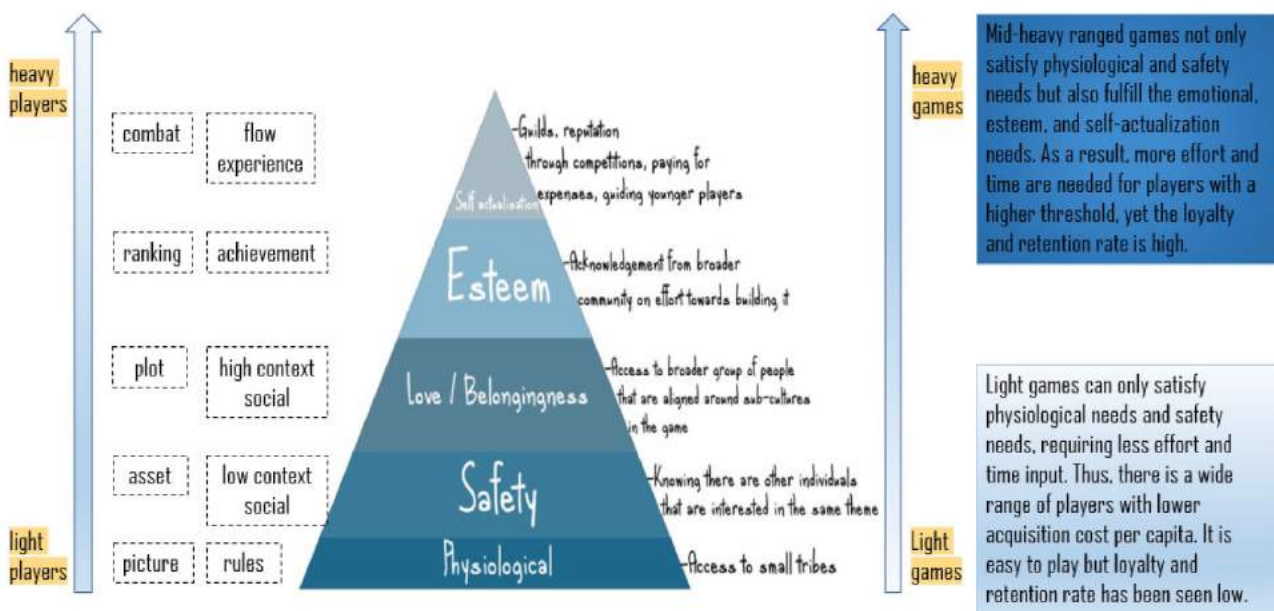 heavy
players
combat
flow
experience
ranking
achievement
plot
high context
social
asset
low context
social
light
players
picture
rules
Self actualisation
Esteem
Love / Belongingness
Safety
Physiological
Guilds, reputation
through competitions, paying for
expenses, guiding younger players
Acknowledgement from broader
community on effort towards building it
Access to broader group of people
that are aligned around sub-cultures
in the game
Knowing there are other individuals
that are interested in the same theme
Access to small tribes
heavy
games
Light
games
Mid-heavy ranged games not only
satisfy physiological and safety
needs but also fulfill the emotional,
esteem, and self-actualization
needs. As a result, more effort and
time are needed for players with a
higher threshold, yet the loyalty
and retention rate is high.
Light games can only satisfy
physiological needs and safety
needs, requiring less effort and
time input. Thus, there is a wide
range of players with lower
acquisition cost per capita. It is
easy to play but loyalty and
retention rate has been seen low.